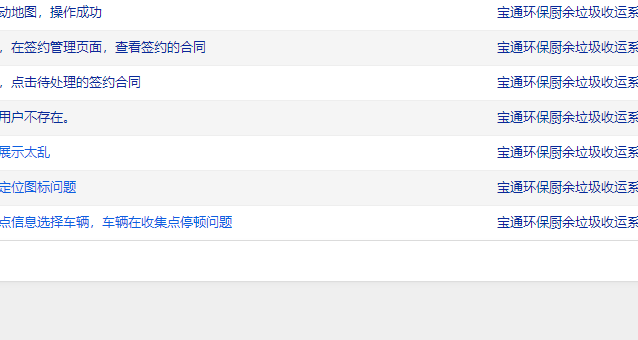 动地图，操作成功 宝通环保厨余垃圾收运系
，在签约管理页面，查看签约的合同 宝通环保厨余垃圾收运系
，点击待处理的签约合同 宝通环保厨余垃圾收运系
用户不存在。 宝通环保厨余垃圾收运系
展示太乱 宝通环保厨余垃圾收运系
定位图标问题 宝通环保厨余垃圾收运系
点信息选择车辆，车辆在收集点停顿问题 宝通环保厨余垃圾收运系